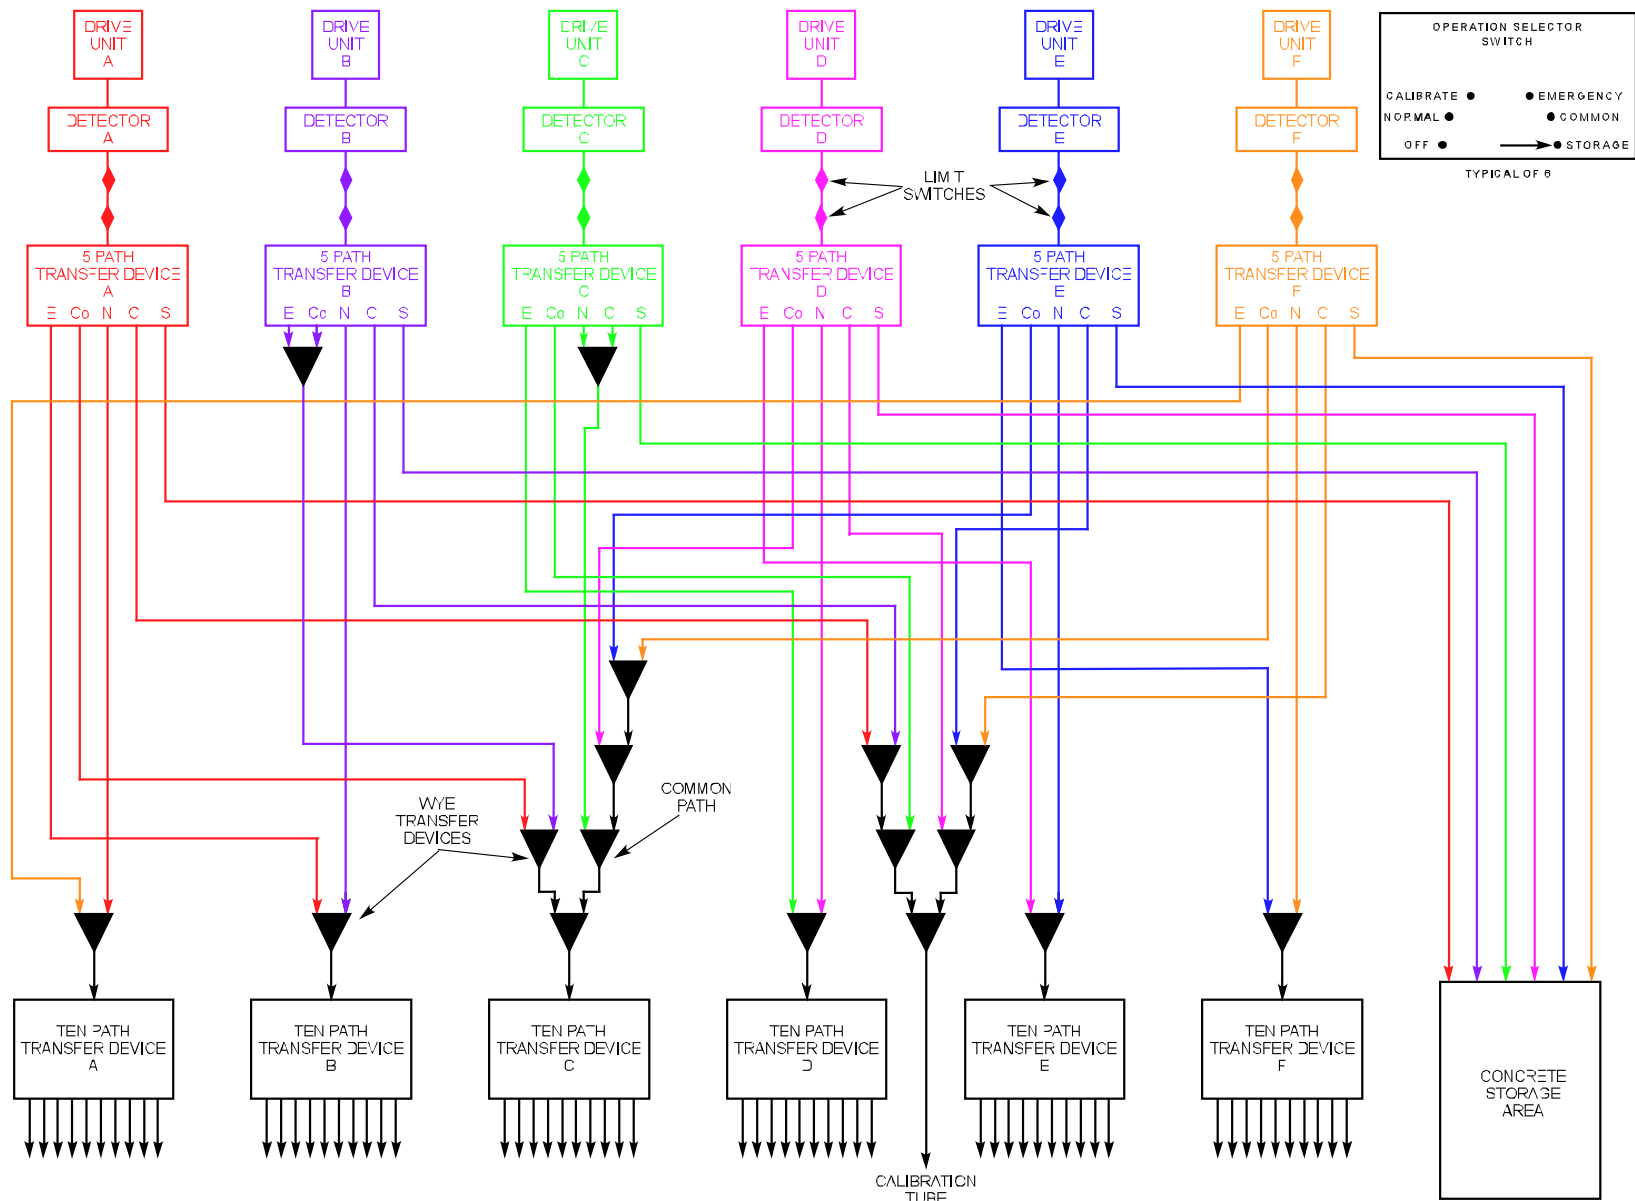 DRIVE
UNIT
A
DRIVE
UNIT
B
DRIVE
UNIT
C
DRIVE
UNIT
D
DRIVE
UNIT
E
DRIVE
UNIT
F
OPERATION SELECTOR
SWITCH
CALIBRATE
EMERGENCY
NORMAL
COMMON
OFF
STORAGE
TYPICAL OF 6
DETECTOR
A
DETECTOR
B
DETECTOR
C
DETECTOR
D
DETECTOR
E
DETECTOR
F
LIMIT
SWITCHES
5 PATH
TRANSFER DEVICE
A
E Co N C S
5 PATH
TRANSFER DEVICE
B
E Co N C S
5 PATH
TRANSFER DEVICE
C
E Co N C S
5 PATH
TRANSFER DEVICE
D
E Co N C S
5 PATH
TRANSFER DEVICE
E
E Co N C S
5 PATH
TRANSFER DEVICE
F
E Co N C S
WYE
TRANSFER
DEVICES
COMMON
PATH
TEN PATH
TRANSFER DEVICE
A
TEN PATH
TRANSFER DEVICE
B
TEN PATH
TRANSFER DEVICE
C
TEN PATH
TRANSFER DEVICE
D
TEN PATH
TRANSFER DEVICE
E
TEN PATH
TRANSFER DEVICE
F
CONCRETE
STORAGE
AREA
CALIBRATION
TUBE